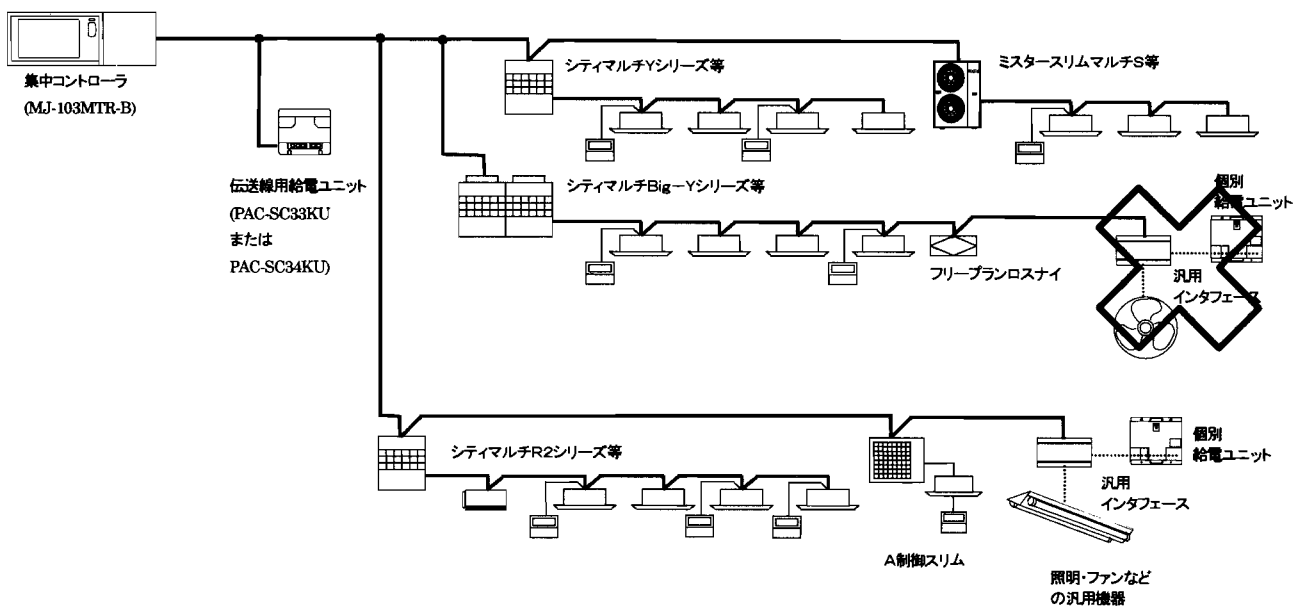 集中コントローラ
(MJ-103MTR-B)
伝送線用給電ユニット
(PAC-SC33KU
または
PAC-SC34KU)
シティマルチYシリーズ等
ミスタースリムマルチS等
シティマルチBig－Yシリーズ等
フリープランロスナイ
個別
給電ユニット
汎用
インタフェース
シティマルチR2シリーズ等
A制御スリム
個別
給電ユニット
汎用
インタフェース
照明・ファンなど
の汎用機器